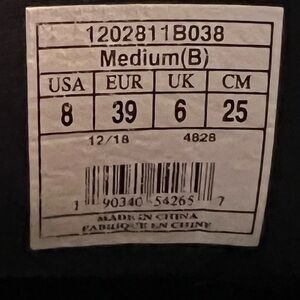 1202811B038
Medium(B)
USA EUR UK CM
8 39 6 25
12/18 4828
1 90340 54265 7
MADE IN CHINA
FABRIQUE EN CHINE